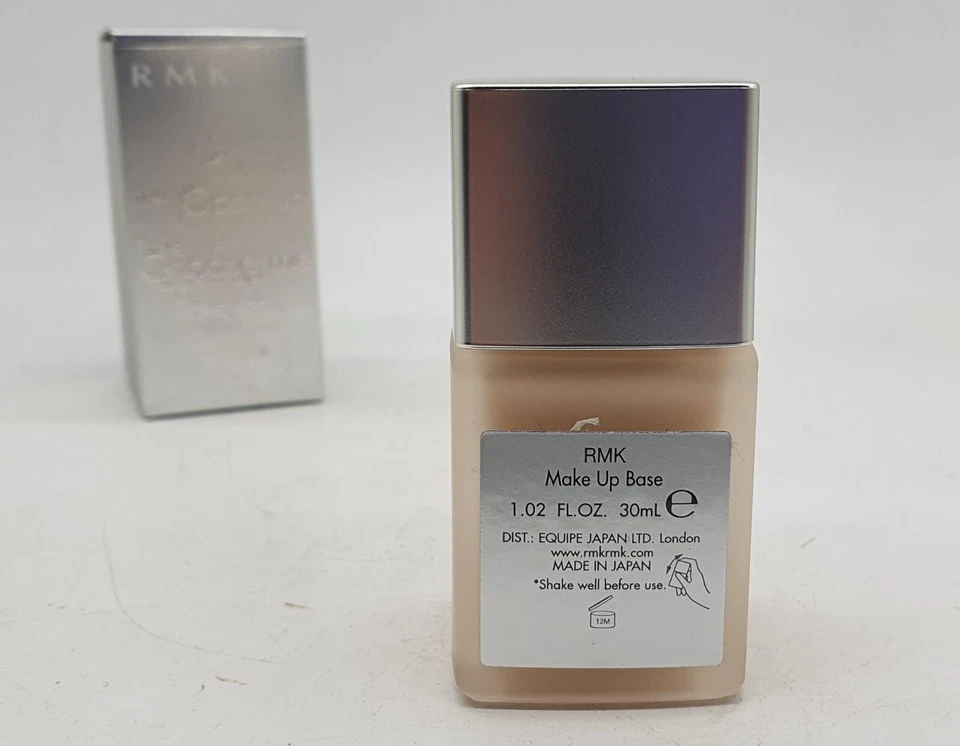 RMK
RMK
Make Up Base
1.02 FL.OZ. 30mL e
DIST.: EQUIPE JAPAN LTD. London
www.rmkrmk.com
MADE IN JAPAN
*Shake well before use.
12M